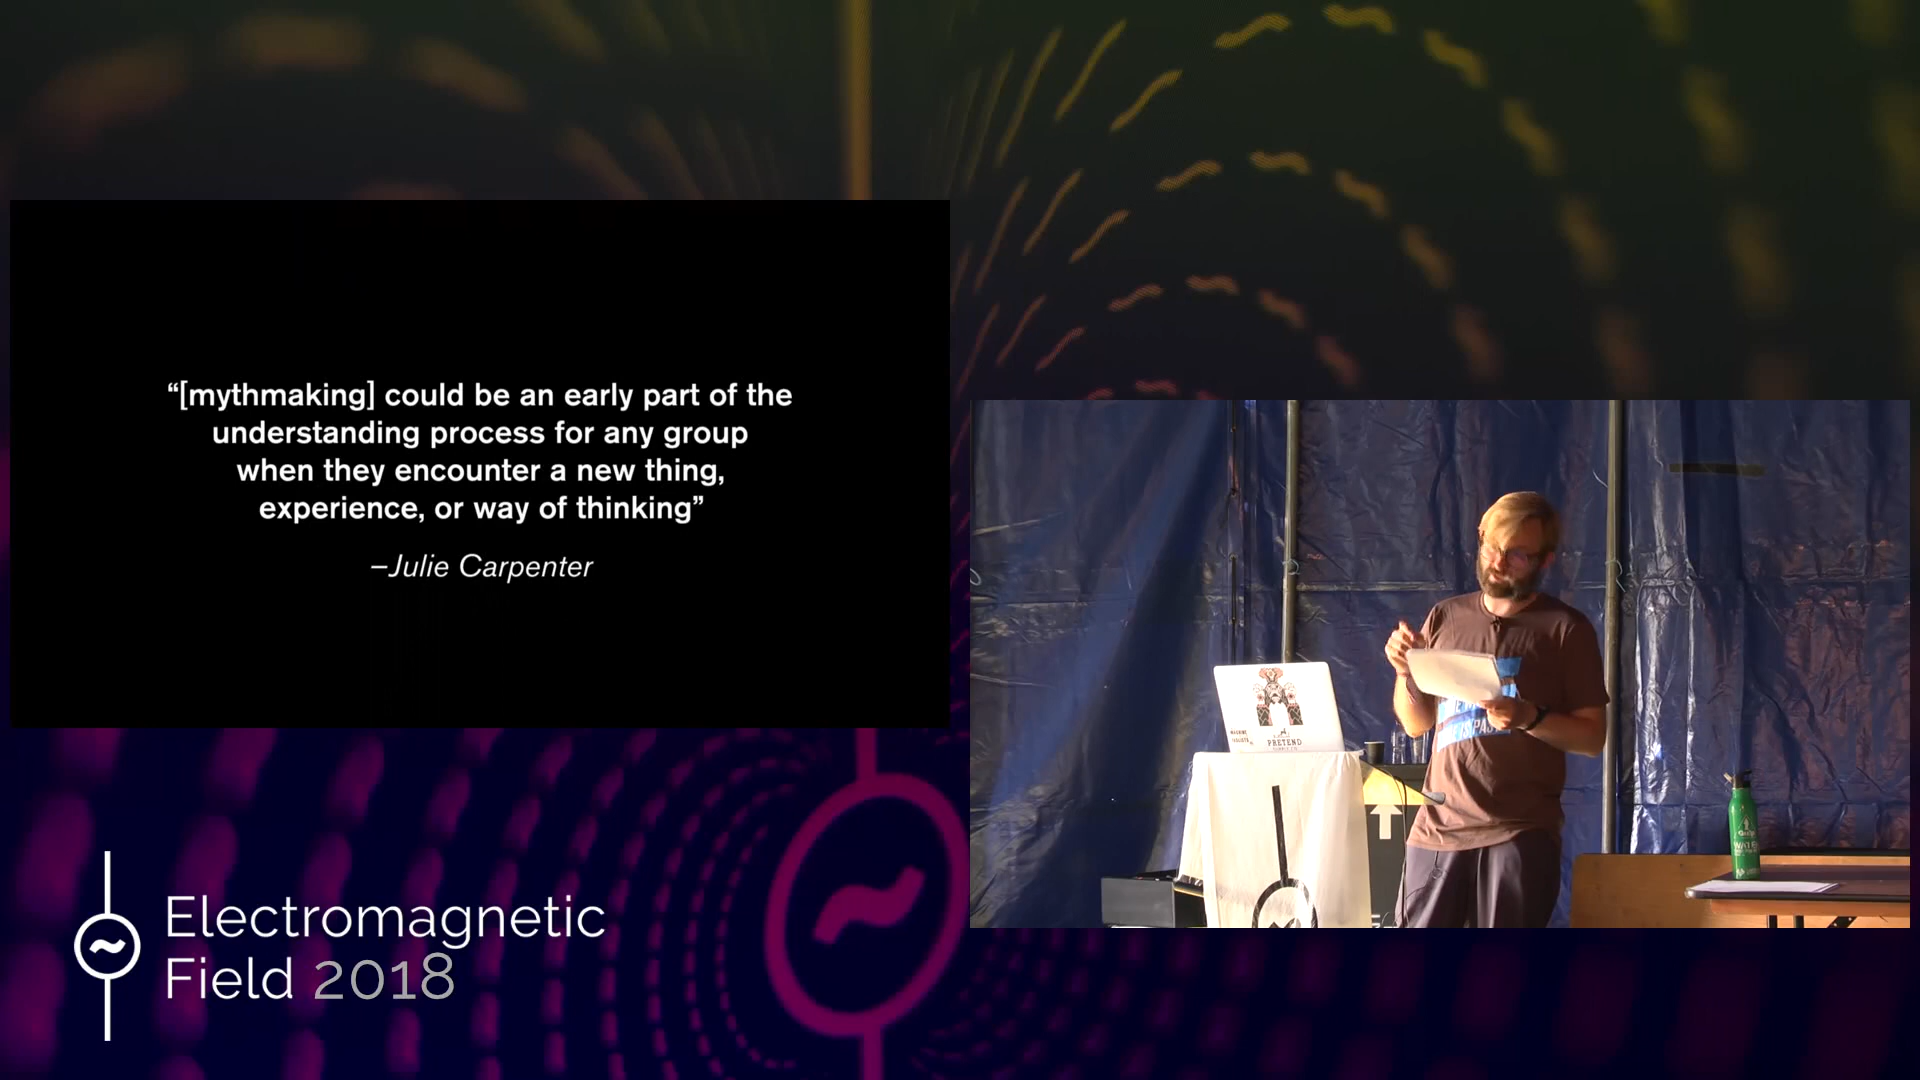 “[mythmaking] could be an early part of the
understanding process for any group
when they encounter a new thing,
experience, or way of thinking”
–Julie Carpenter
PRETEND
Electromagnetic
Field 2018